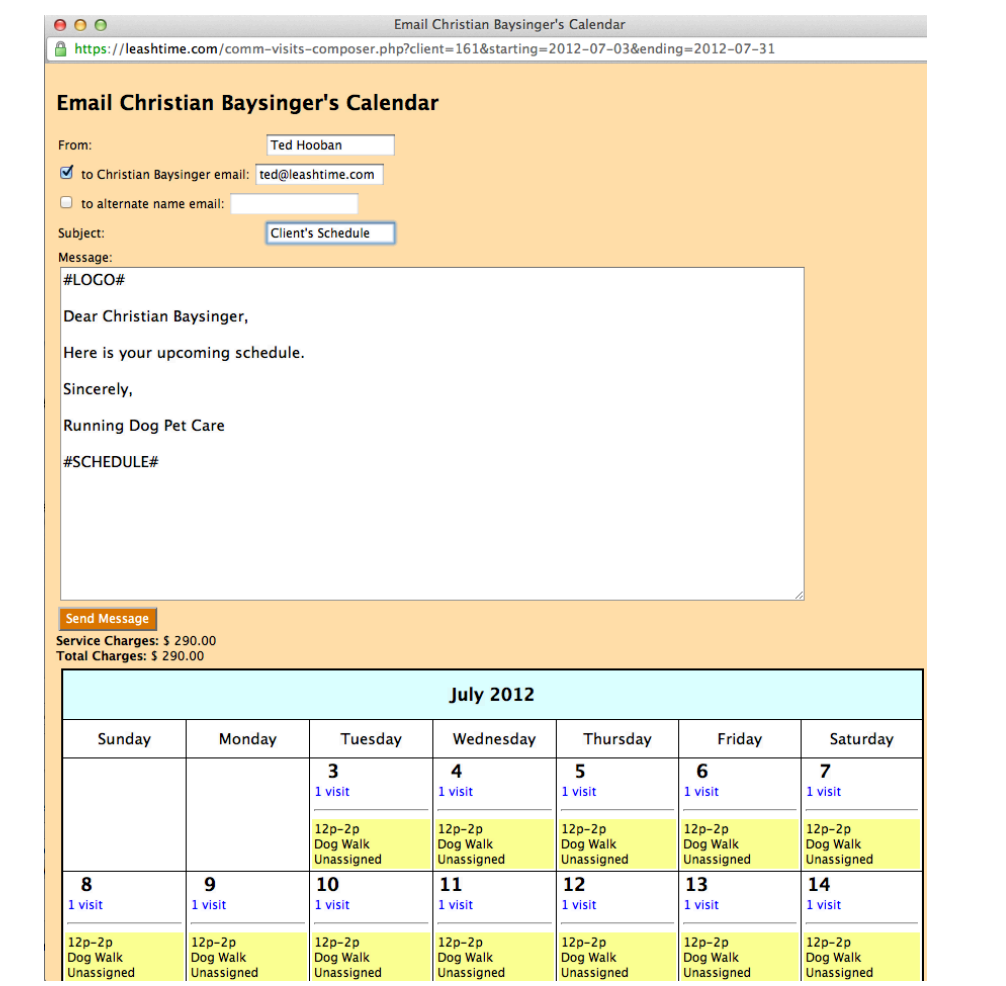 Email Christian Baysinger's Calendar
https://leashtime.com/comm-visits-composer.php?client=161&starting=2012-07-03&ending=2012-07-31
Email Christian Baysinger's Calendar
From: Ted Hooban
to Christian Baysinger email: ted@leashtime.com
to alternate name email:
Subject: Client's Schedule
Message:
#LOGO#
Dear Christian Baysinger,
Here is your upcoming schedule.
Sincerely,
Running Dog Pet Care
#SCHEDULE#
Send Message
Service Charges: $ 290.00
Total Charges: $ 290.00
July 2012
Sunday Monday Tuesday Wednesday Thursday Friday Saturday
3 4 5 6 7
1 visit 1 visit 1 visit 1 visit 1 visit
12p-2p 12p-2p 12p-2p 12p-2p 12p-2p
Dog Walk Dog Walk Dog Walk Dog Walk Dog Walk
Unassigned Unassigned Unassigned Unassigned Unassigned
8 9 10 11 12 13 14
1 visit 1 visit 1 visit 1 visit 1 visit 1 visit 1 visit
12p-2p 12p-2p 12p-2p 12p-2p 12p-2p 12p-2p 12p-2p
Dog Walk Dog Walk Dog Walk Dog Walk Dog Walk Dog Walk Dog Walk
Unassigned Unassigned Unassigned Unassigned Unassigned Unassigned Unassigned